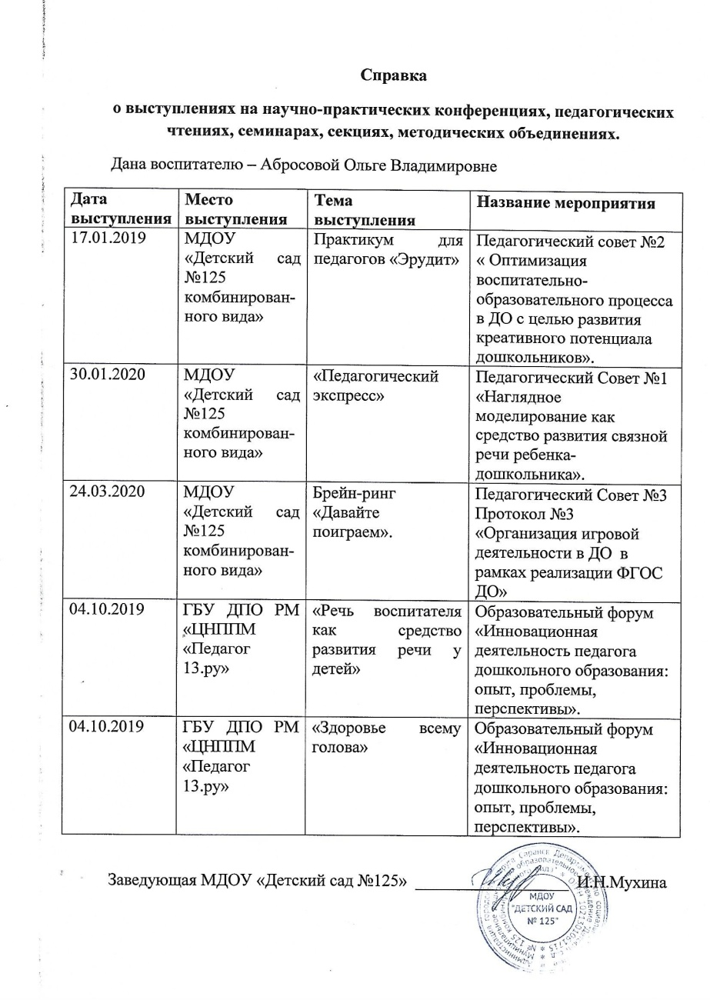 Справка
о выступлениях на научно-практических конференциях, педагогических
чтениях, семинарах, секциях, методических объединениях.
Дана воспитателю – Абросовой Ольге Владимировне
Дата
выступления
Место
выступления
Тема
выступления
Название мероприятия
17.01.2019
МДОУ
«Детский сад
№125
комбинирован-
ного вида»
Практикум для
педагогов «Эрудит»
Педагогический совет №2
« Оптимизация
воспитательно-
образовательного процесса
в ДО с целью развития
креативного потенциала
дошкольников».
30.01.2020
МДОУ
«Детский сад
№125
комбинирован-
ного вида»
«Педагогический
экспресс»
Педагогический Совет №1
«Наглядное
моделирование как
средство развития связной
речи ребенка-
дошкольника».
24.03.2020
МДОУ
«Детский сад
№125
комбинирован-
ного вида»
Брейн-ринг
«Давайте
поиграем».
Педагогический Совет №3
Протокол №3
«Организация игровой
деятельности в ДО в
рамках реализации ФГОС
ДО»
04.10.2019
ГБУ ДПО РМ
«ЦНППМ
«Педагог
13.ру»
«Речь воспитателя
как средство
развития речи у
детей»
Образовательный форум
«Инновационная
деятельность педагога
дошкольного образования:
опыт, проблемы,
перспективы».
04.10.2019
ГБУ ДПО РМ
«ЦНППМ
«Педагог
13.ру»
«Здоровье всему
голова»
Образовательный форум
«Инновационная
деятельность педагога
дошкольного образования:
опыт, проблемы,
перспективы».
Заведующая МДОУ «Детский сад №125» И.Н.Мухина
МДОУ
"ДЕТСКИЙ САД
№ 125"